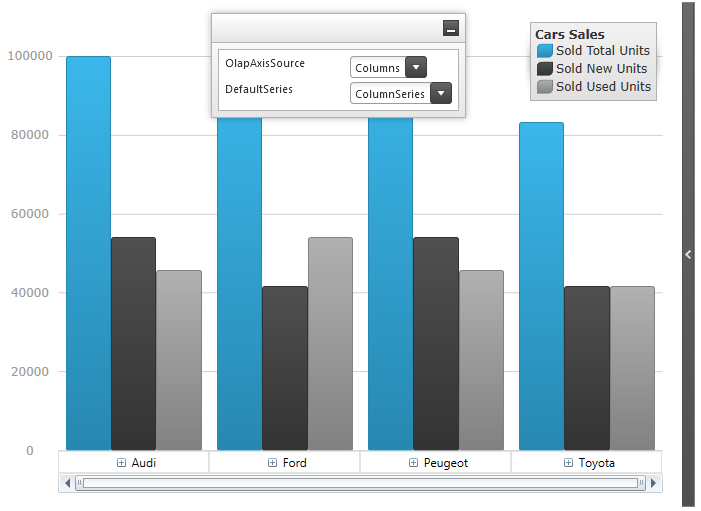 OlapAxisSource
Columns
DefaultSeries
ColumnSeries
Cars Sales
Sold Total Units
Sold New Units
Sold Used Units
100000
80000
60000
40000
20000
0
Audi
Ford
Peugeot
Toyota